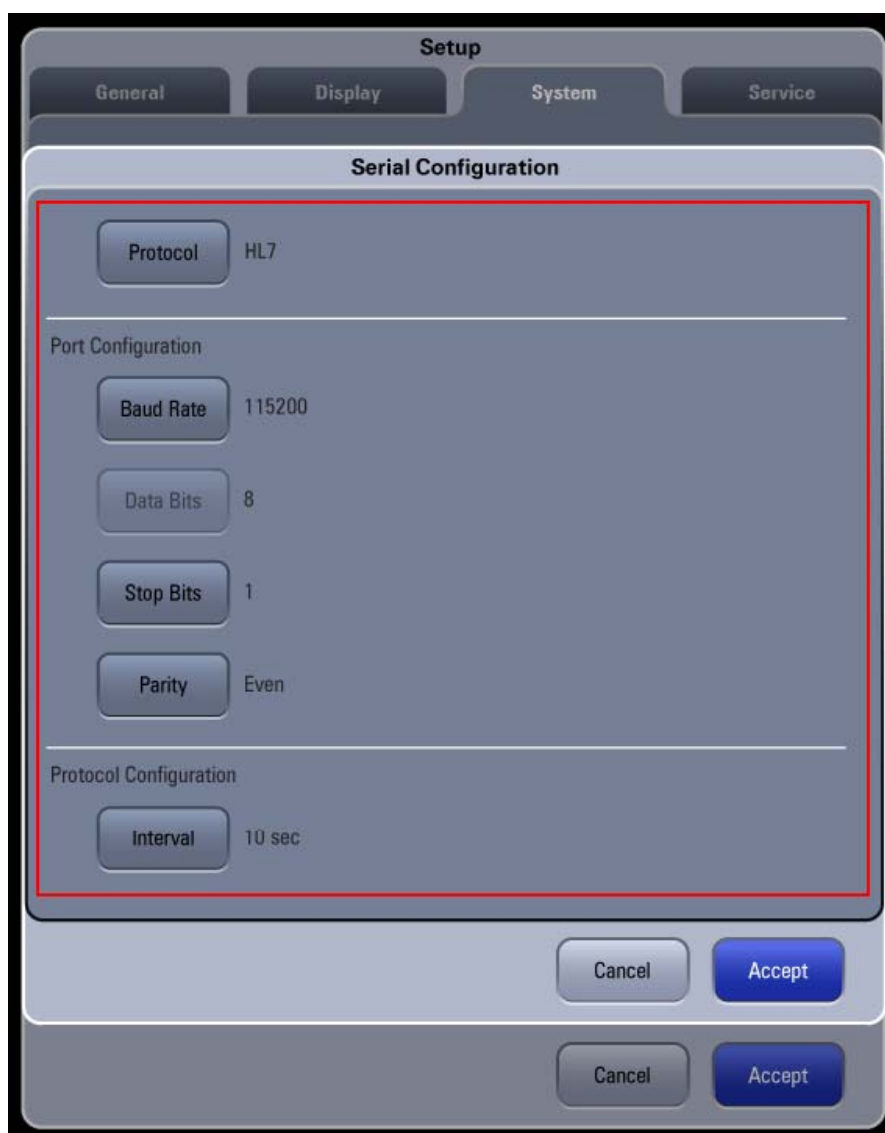 Setup
General Display System Service
Serial Configuration
Protocol HL7
Port Configuration
Baud Rate 115200
Data Bits 8
Stop Bits 1
Parity Even
Protocol Configuration
Interval 10 sec
Cancel Accept
Cancel Accept